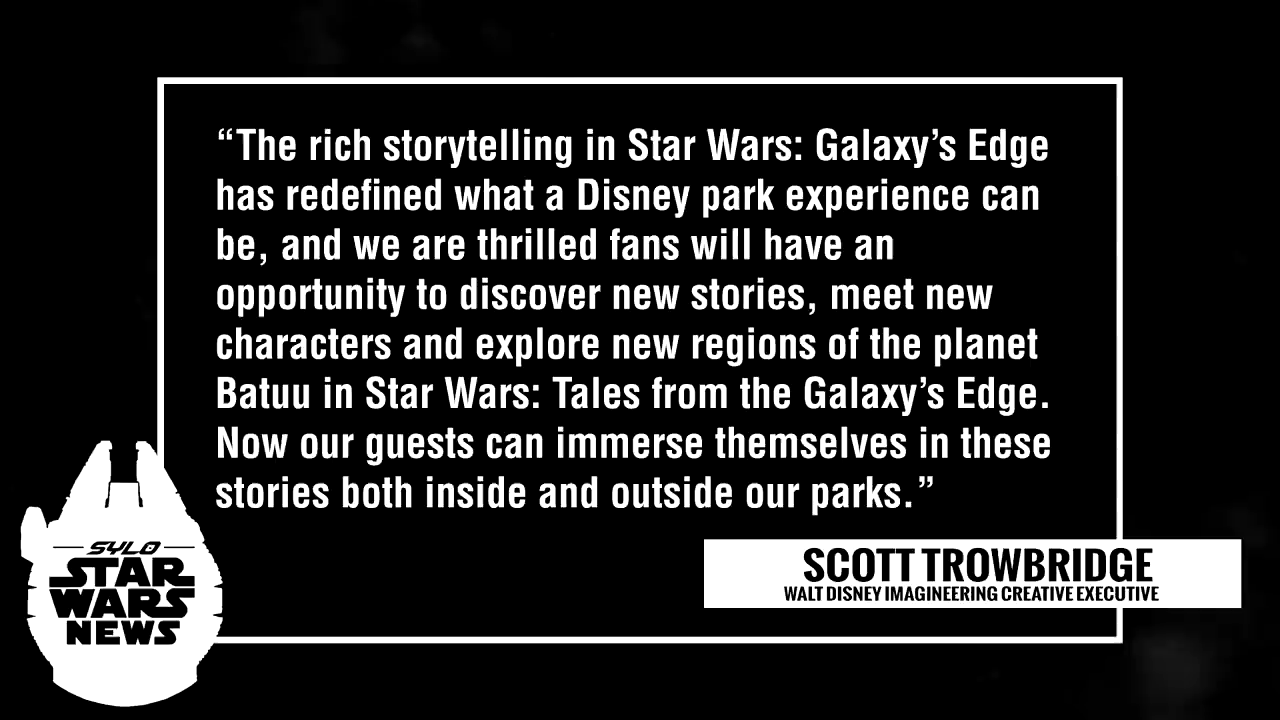 “The rich storytelling in Star Wars: Galaxy’s Edge
has redefined what a Disney park experience can
be, and we are thrilled fans will have an
opportunity to discover new stories, meet new
characters and explore new regions of the planet
Batuu in Star Wars: Tales from the Galaxy’s Edge.
Now our guests can immerse themselves in these
stories both inside and outside our parks.”
SCOTT TROWBRIDGE
WALT DISNEY IMAGINEERING CREATIVE EXECUTIVE
SYLO
STAR
WARS
NEWS